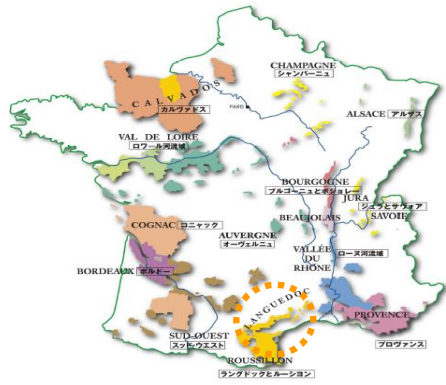 CHAMPAGNE
シャンパーニュ
CALVADOS
カルヴァドス
PARIS
ALSACE アルザス
VAL DE LOIRE
ロワール河流域
BOURGOGNE
ブルゴーニュとボジョレー
JURA
ジュラとサヴォア
SAVOIE
BEAUJOLAIS
COGNAC コニャック
AUVERGNE
オーヴェルニュ
VALLÉE
DU
RHÔNE
ローヌ河流域
BORDEAUX ボルドー
LANGUEDOC
PROVENCE
プロヴァンス
SUD-OUEST
スッド・ウエスト
ROUSSILLON
ラングドックとルーション